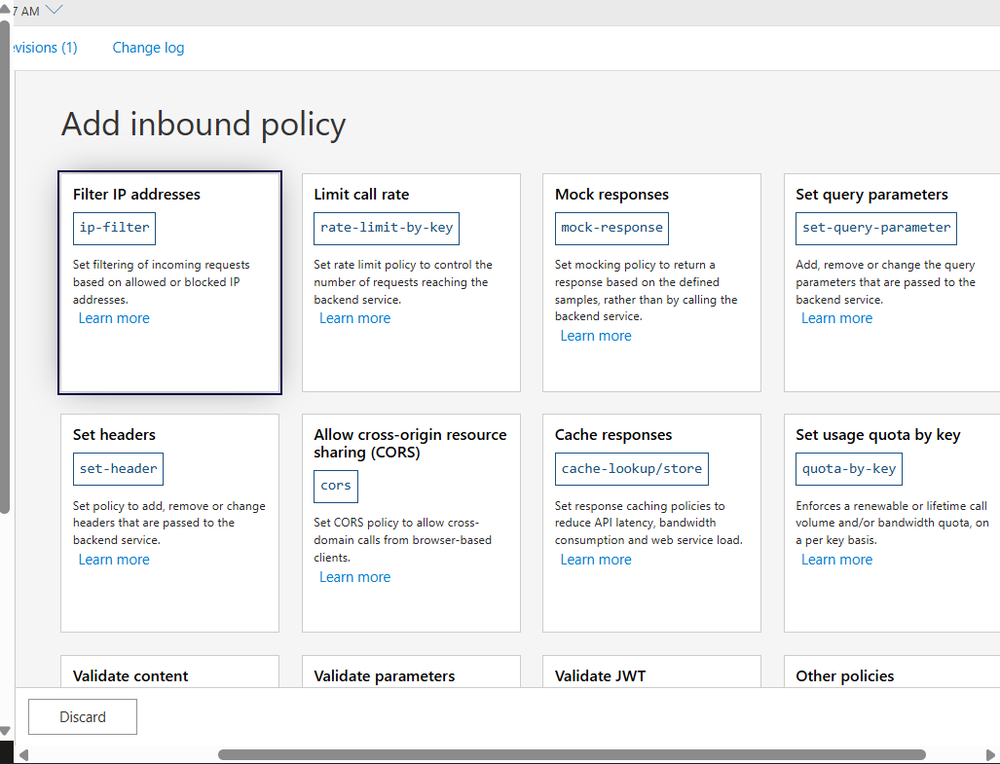 7 AM
evisions (1)
Change log
Add inbound policy
Filter IP addresses
ip-filter
Set filtering of incoming requests
based on allowed or blocked IP
addresses.
Learn more
Limit call rate
rate-limit-by-key
Set rate limit policy to control the
number of requests reaching the
backend service.
Learn more
Mock responses
mock-response
Set mocking policy to return a
response based on the defined
samples, rather than by calling the
backend service.
Learn more
Set query parameters
set-query-parameter
Add, remove or change the query
parameters that are passed to the
backend service.
Learn more
Set headers
set-header
Set policy to add, remove or change
headers that are passed to the
backend service.
Learn more
Allow cross-origin resource
sharing (CORS)
cors
Set CORS policy to allow cross-
domain calls from browser-based
clients.
Learn more
Cache responses
cache-lookup/store
Set response caching policies to
reduce API latency, bandwidth
consumption and web service load.
Learn more
Set usage quota by key
quota-by-key
Enforces a renewable or lifetime call
volume and/or bandwidth quota, on
a per key basis.
Learn more
Validate content
Validate parameters
Validate JWT
Other policies
Discard